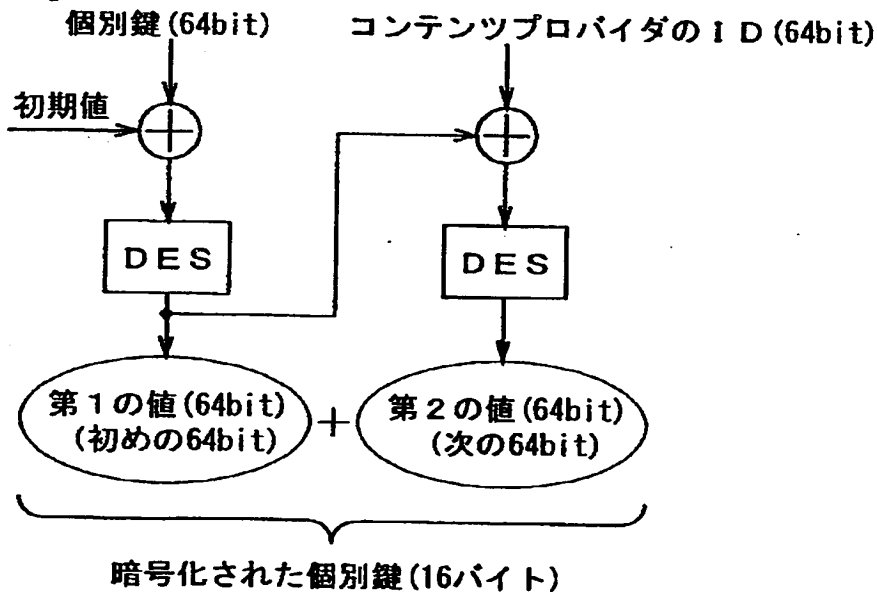 個別鍵(64bit)
コンテンツプロバイダのＩＤ(64bit)
初期値
ＤＥＳ
ＤＥＳ
第１の値(64bit)
(初めの64bit)
+
第２の値(64bit)
(次の64bit)
暗号化された個別鍵(16バイト)